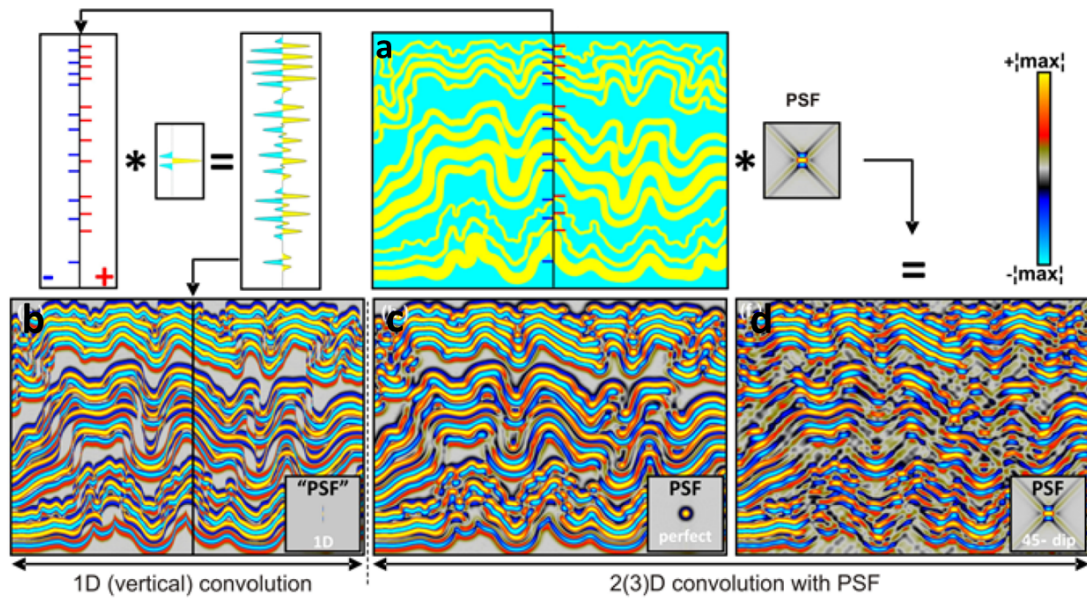 a
+¦max¦
PSF
*
=
*
=
-
+
-¦max¦
b
c
d
"PSF"
1D
PSF
perfect
PSF
45- dip
1D (vertical) convolution
2(3)D convolution with PSF